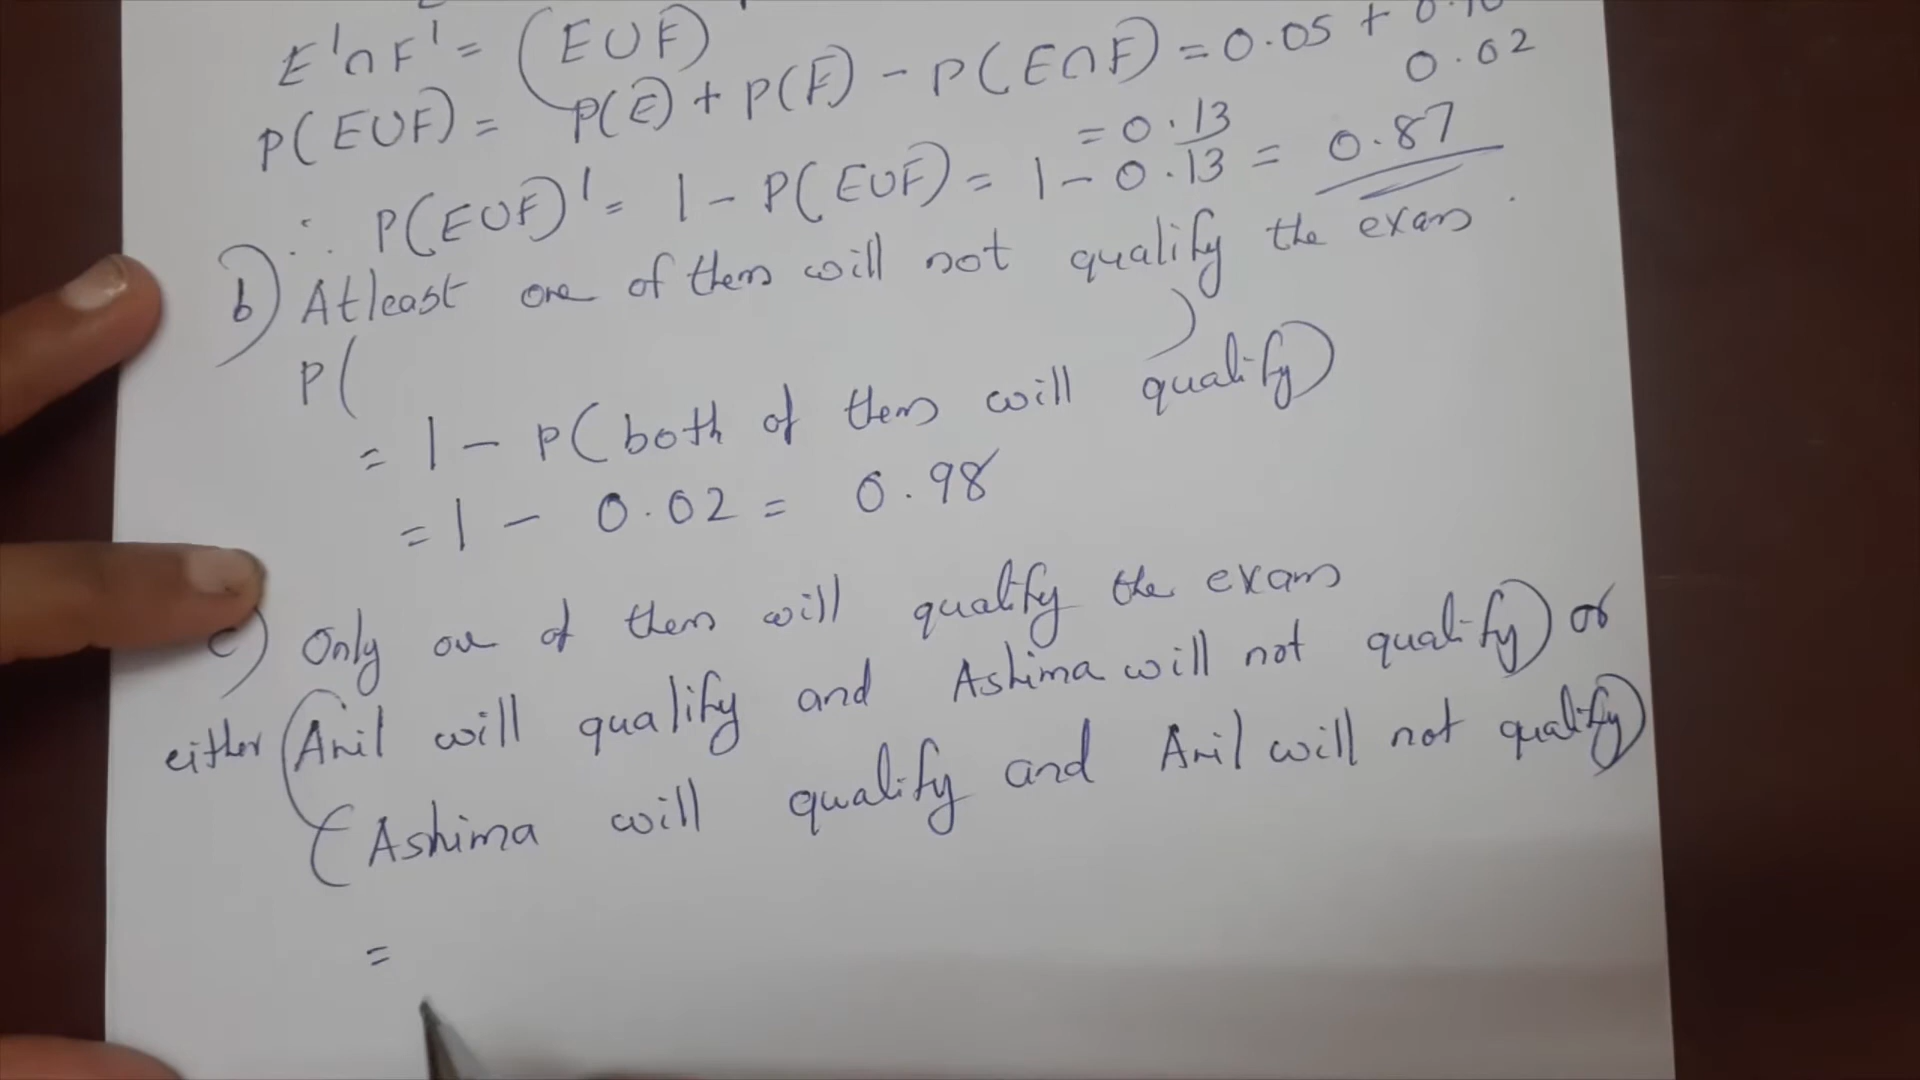 E'∩F' = (E∪F)'
P(E∪F) = P(E) + P(F) - P(E∩F) = 0.05 + 0.10
0.02
= 0.13
∴ P(E∪F)' = 1 - P(E∪F) = 1 - 0.13 = 0.87
b) Atleast one of them will not qualify the exam.
P( )
= 1 - P(both of them will qualify)
= 1 - 0.02 = 0.98
c) Only one of them will qualify the exam
either (Anil will qualify and Ashima will not qualify) or
(Ashima will qualify and Anil will not qualify)
=